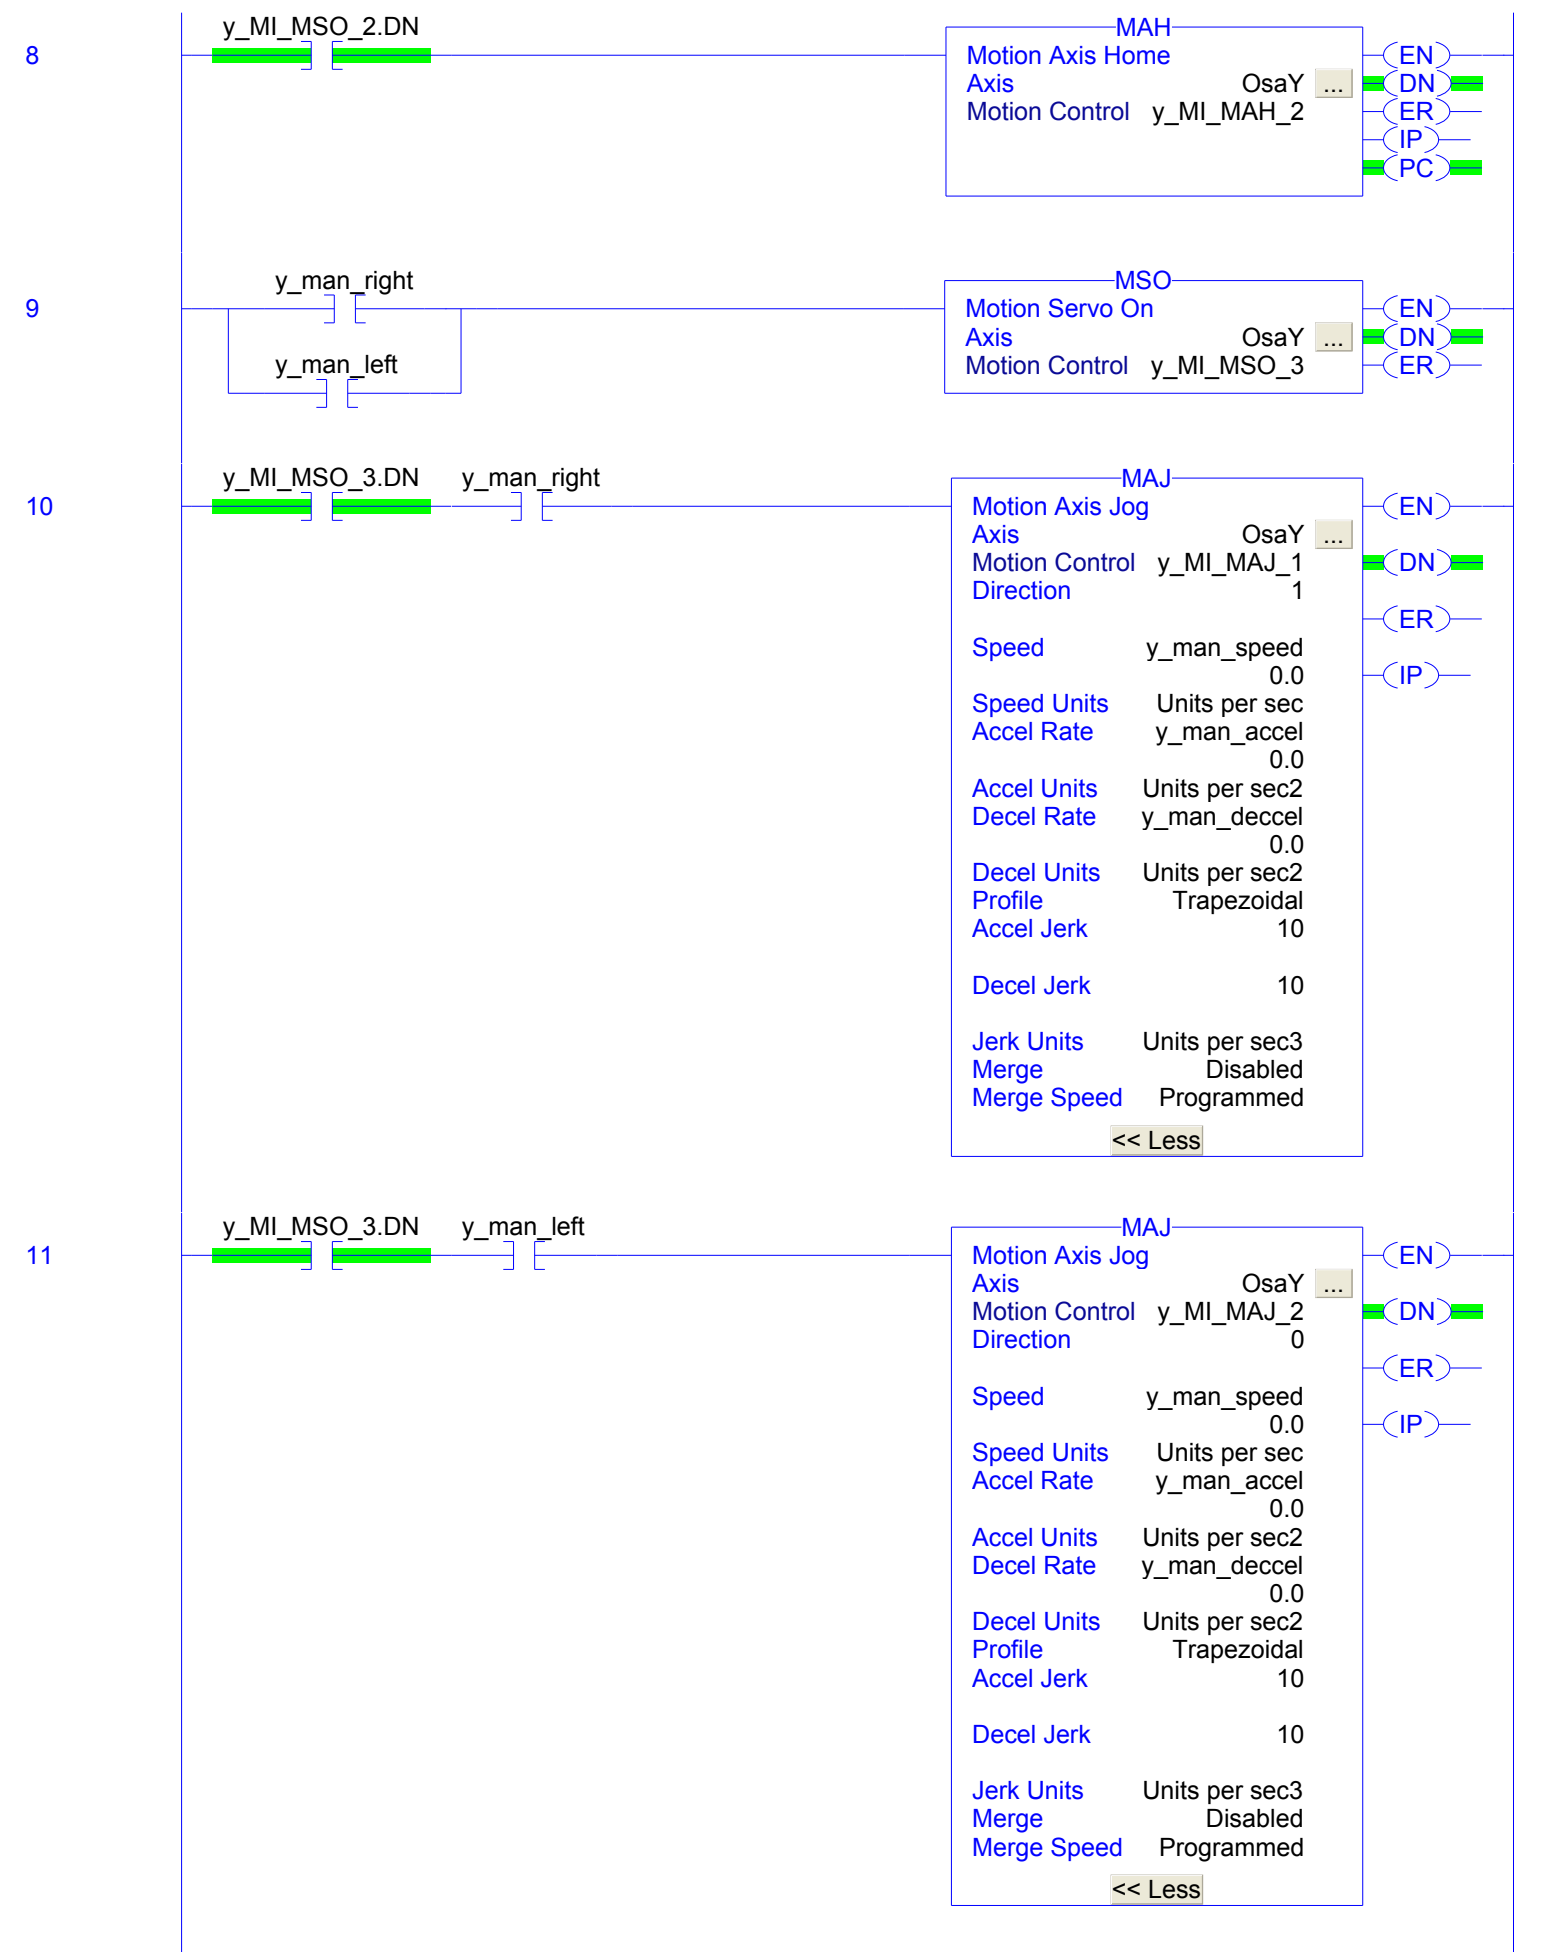 8
y_MI_MSO_2.DN
MAH
Motion Axis Home
Axis OsaY ...
Motion Control y_MI_MAH_2
EN
DN
ER
IP
PC
9
y_man_right
y_man_left
MSO
Motion Servo On
Axis OsaY ...
Motion Control y_MI_MSO_3
EN
DN
ER
10
y_MI_MSO_3.DN y_man_right
MAJ
Motion Axis Jog
Axis OsaY ...
Motion Control y_MI_MAJ_1
Direction 1
Speed y_man_speed
0.0
Speed Units Units per sec
Accel Rate y_man_accel
0.0
Accel Units Units per sec2
Decel Rate y_man_deccel
0.0
Decel Units Units per sec2
Profile Trapezoidal
Accel Jerk 10
Decel Jerk 10
Jerk Units Units per sec3
Merge Disabled
Merge Speed Programmed
<< Less
EN
DN
ER
IP
11
y_MI_MSO_3.DN y_man_left
MAJ
Motion Axis Jog
Axis OsaY ...
Motion Control y_MI_MAJ_2
Direction 0
Speed y_man_speed
0.0
Speed Units Units per sec
Accel Rate y_man_accel
0.0
Accel Units Units per sec2
Decel Rate y_man_deccel
0.0
Decel Units Units per sec2
Profile Trapezoidal
Accel Jerk 10
Decel Jerk 10
Jerk Units Units per sec3
Merge Disabled
Merge Speed Programmed
<< Less
EN
DN
ER
IP